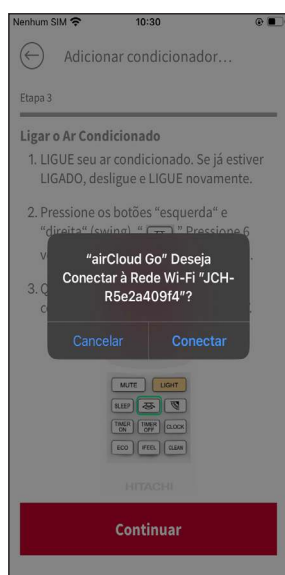 Nenhum SIM 10:30
Adicionar condicionador...
Etapa 3
Ligar o Ar Condicionado
1. LIGUE seu ar condicionado. Se já estiver
LIGADO, desligue e LIGUE novamente.
2. Pressione os botões "esquerda" e
"direita" (swing), " " Pressione 6
"airCloud Go" Deseja
Conectar à Rede Wi-Fi "JCH-
R5e2a409f4"?
Cancelar Conectar
3. Q
MUTE LIGHT
SLEEP
TIMER ON TIMER OFF CLOCK
ECO IFEEL CLEAN
HITACHI
Continuar